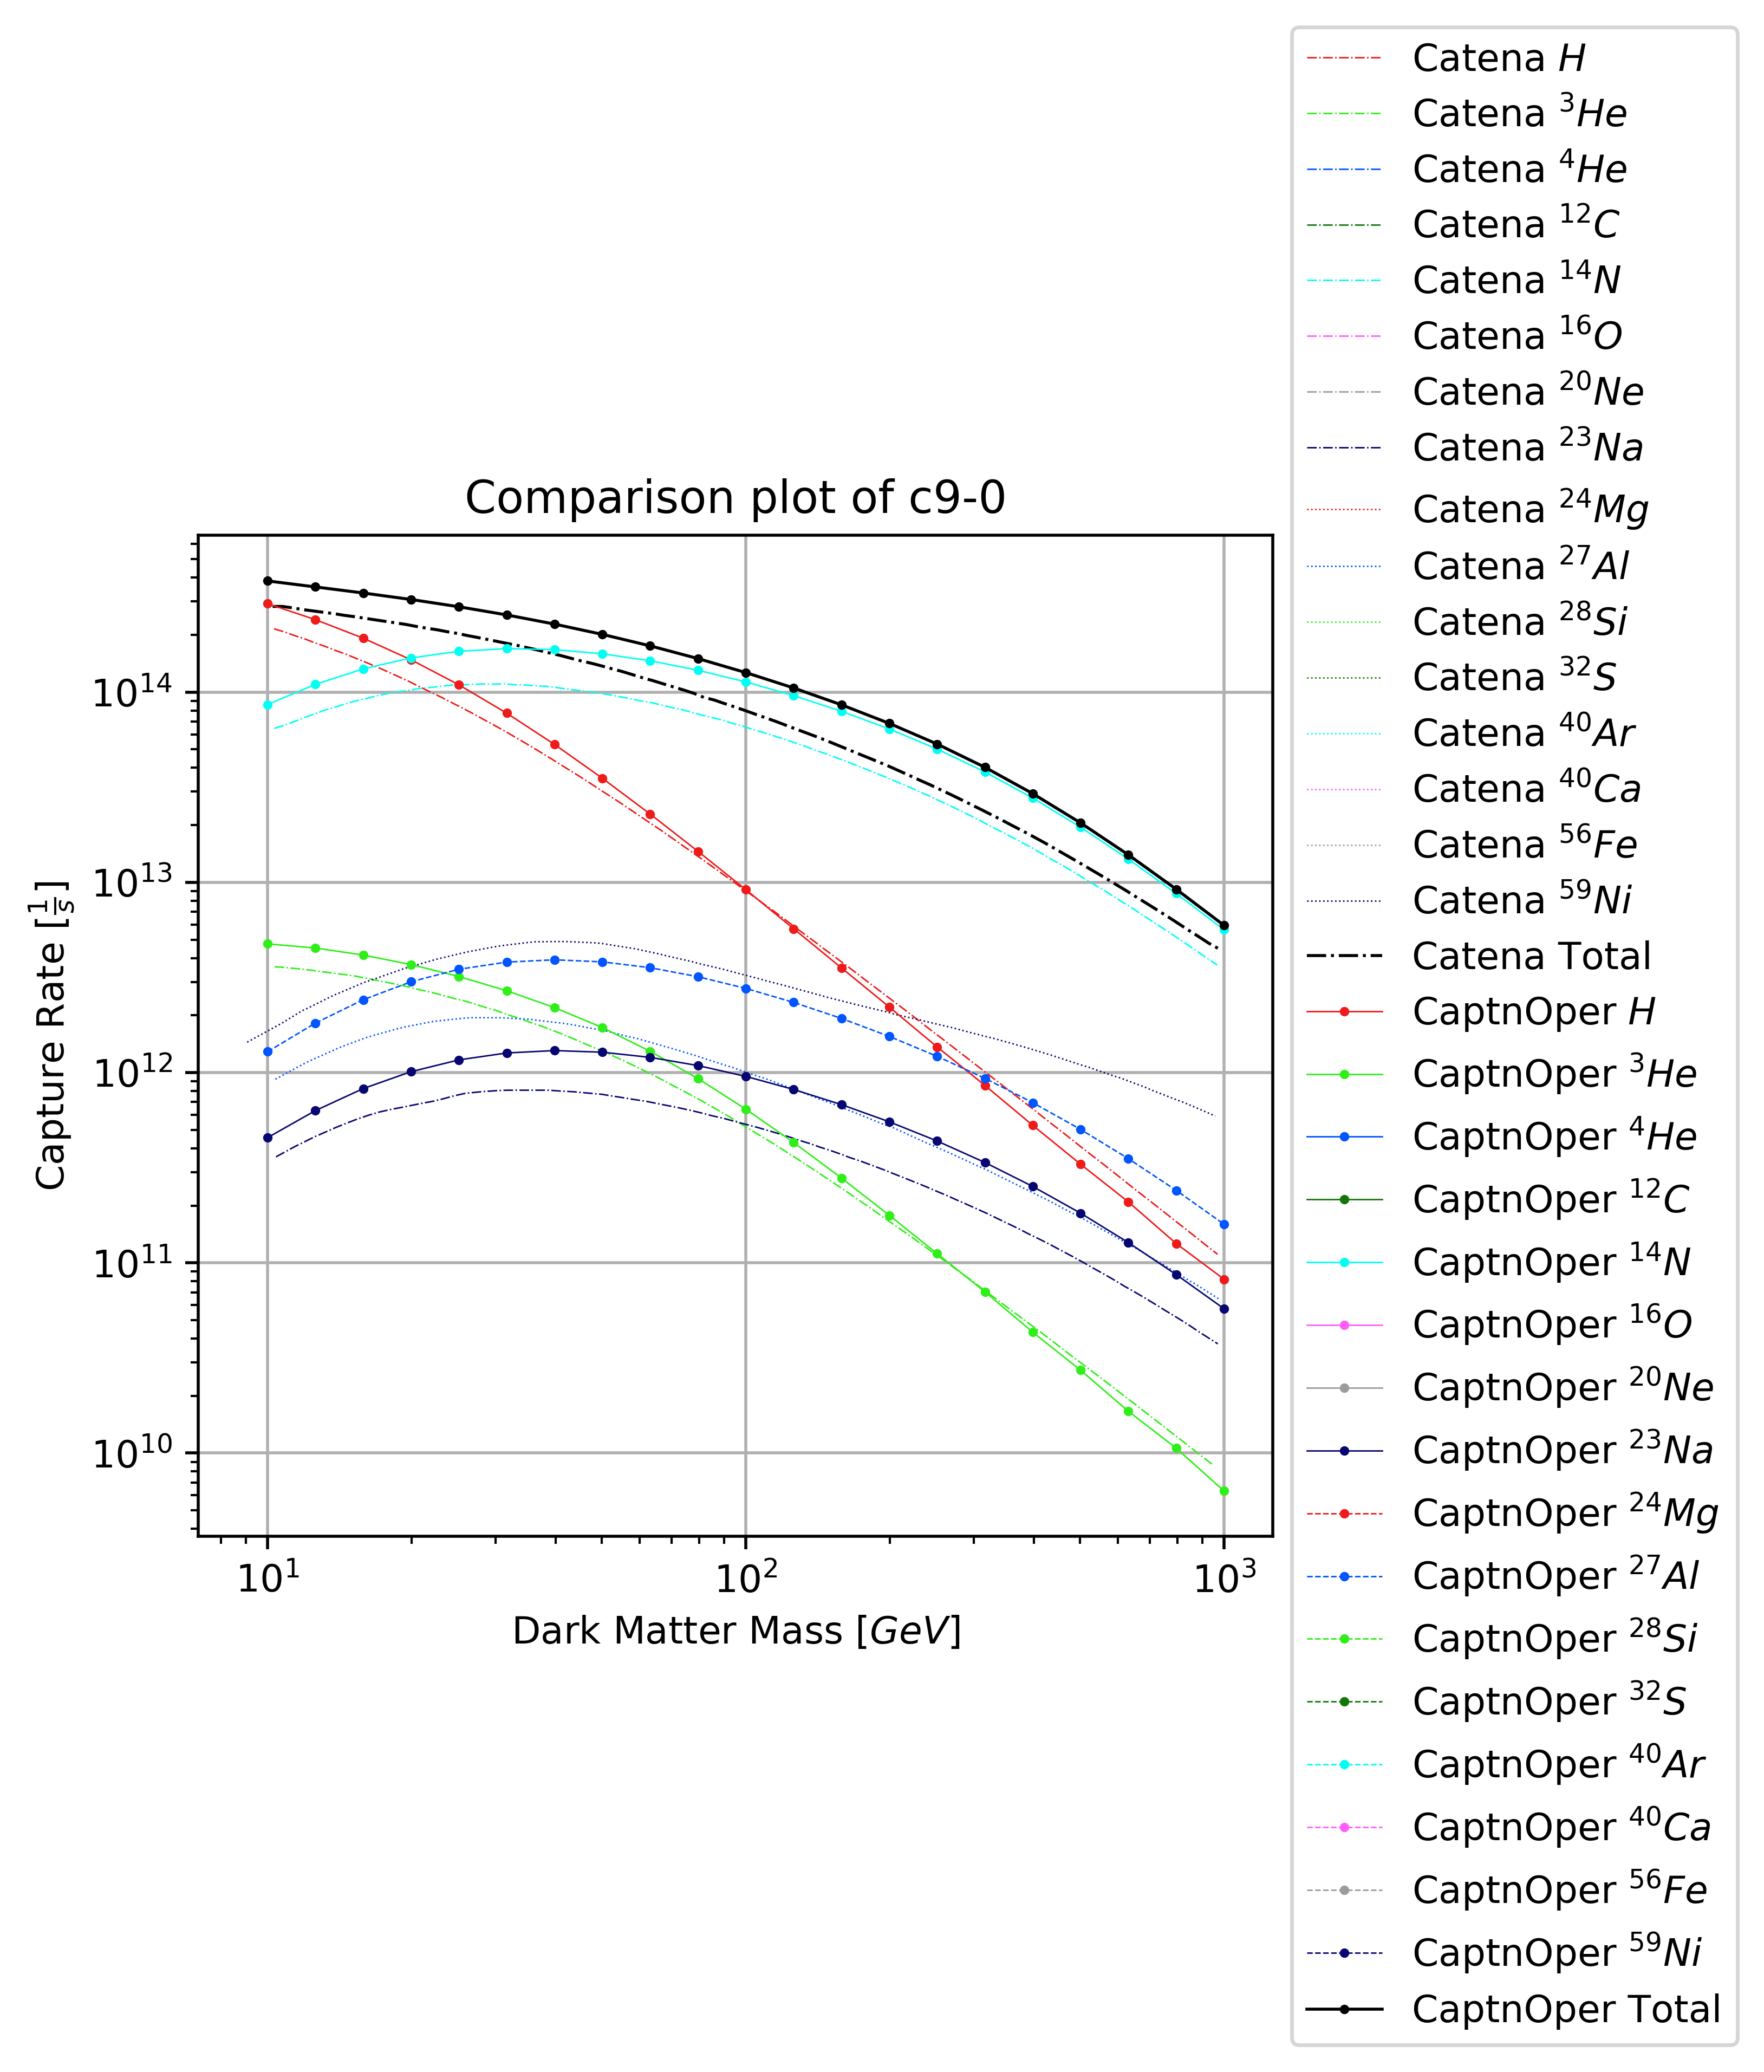 Comparison plot of c9-0
Capture Rate [1/s]
10^14
10^13
10^12
10^11
10^10
10^1
10^2
10^3
Dark Matter Mass [GeV]
Catena H
Catena ^3He
Catena ^4He
Catena ^12C
Catena ^14N
Catena ^16O
Catena ^20Ne
Catena ^23Na
Catena ^24Mg
Catena ^27Al
Catena ^28Si
Catena ^32S
Catena ^40Ar
Catena ^40Ca
Catena ^56Fe
Catena ^59Ni
Catena Total
CaptnOper H
CaptnOper ^3He
CaptnOper ^4He
CaptnOper ^12C
CaptnOper ^14N
CaptnOper ^16O
CaptnOper ^20Ne
CaptnOper ^23Na
CaptnOper ^24Mg
CaptnOper ^27Al
CaptnOper ^28Si
CaptnOper ^32S
CaptnOper ^40Ar
CaptnOper ^40Ca
CaptnOper ^56Fe
CaptnOper ^59Ni
CaptnOper Total